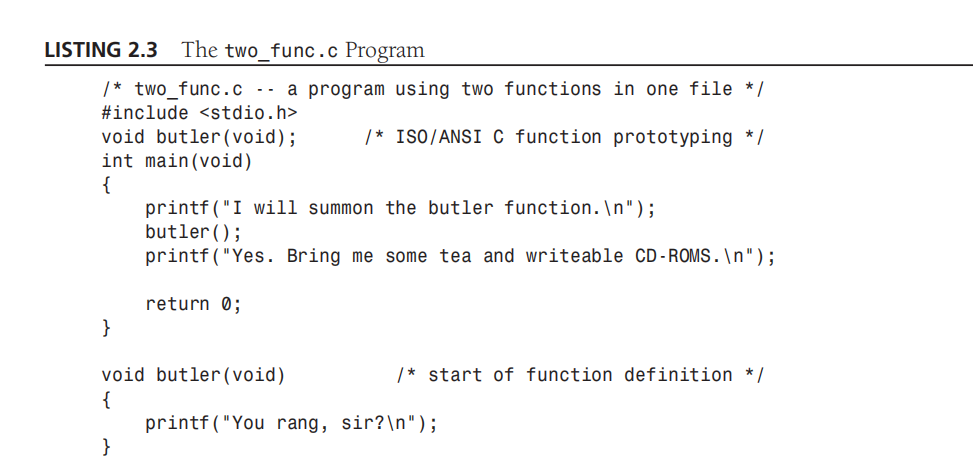 LISTING 2.3 The two_func.c Program
/* two_func.c -- a program using two functions in one file */
#include <stdio.h>
void butler(void); /* ISO/ANSI C function prototyping */
int main(void)
{
printf("I will summon the butler function.\n");
butler();
printf("Yes. Bring me some tea and writeable CD-ROMS.\n");
return 0;
}
void butler(void) /* start of function definition */
{
printf("You rang, sir?\n");
}